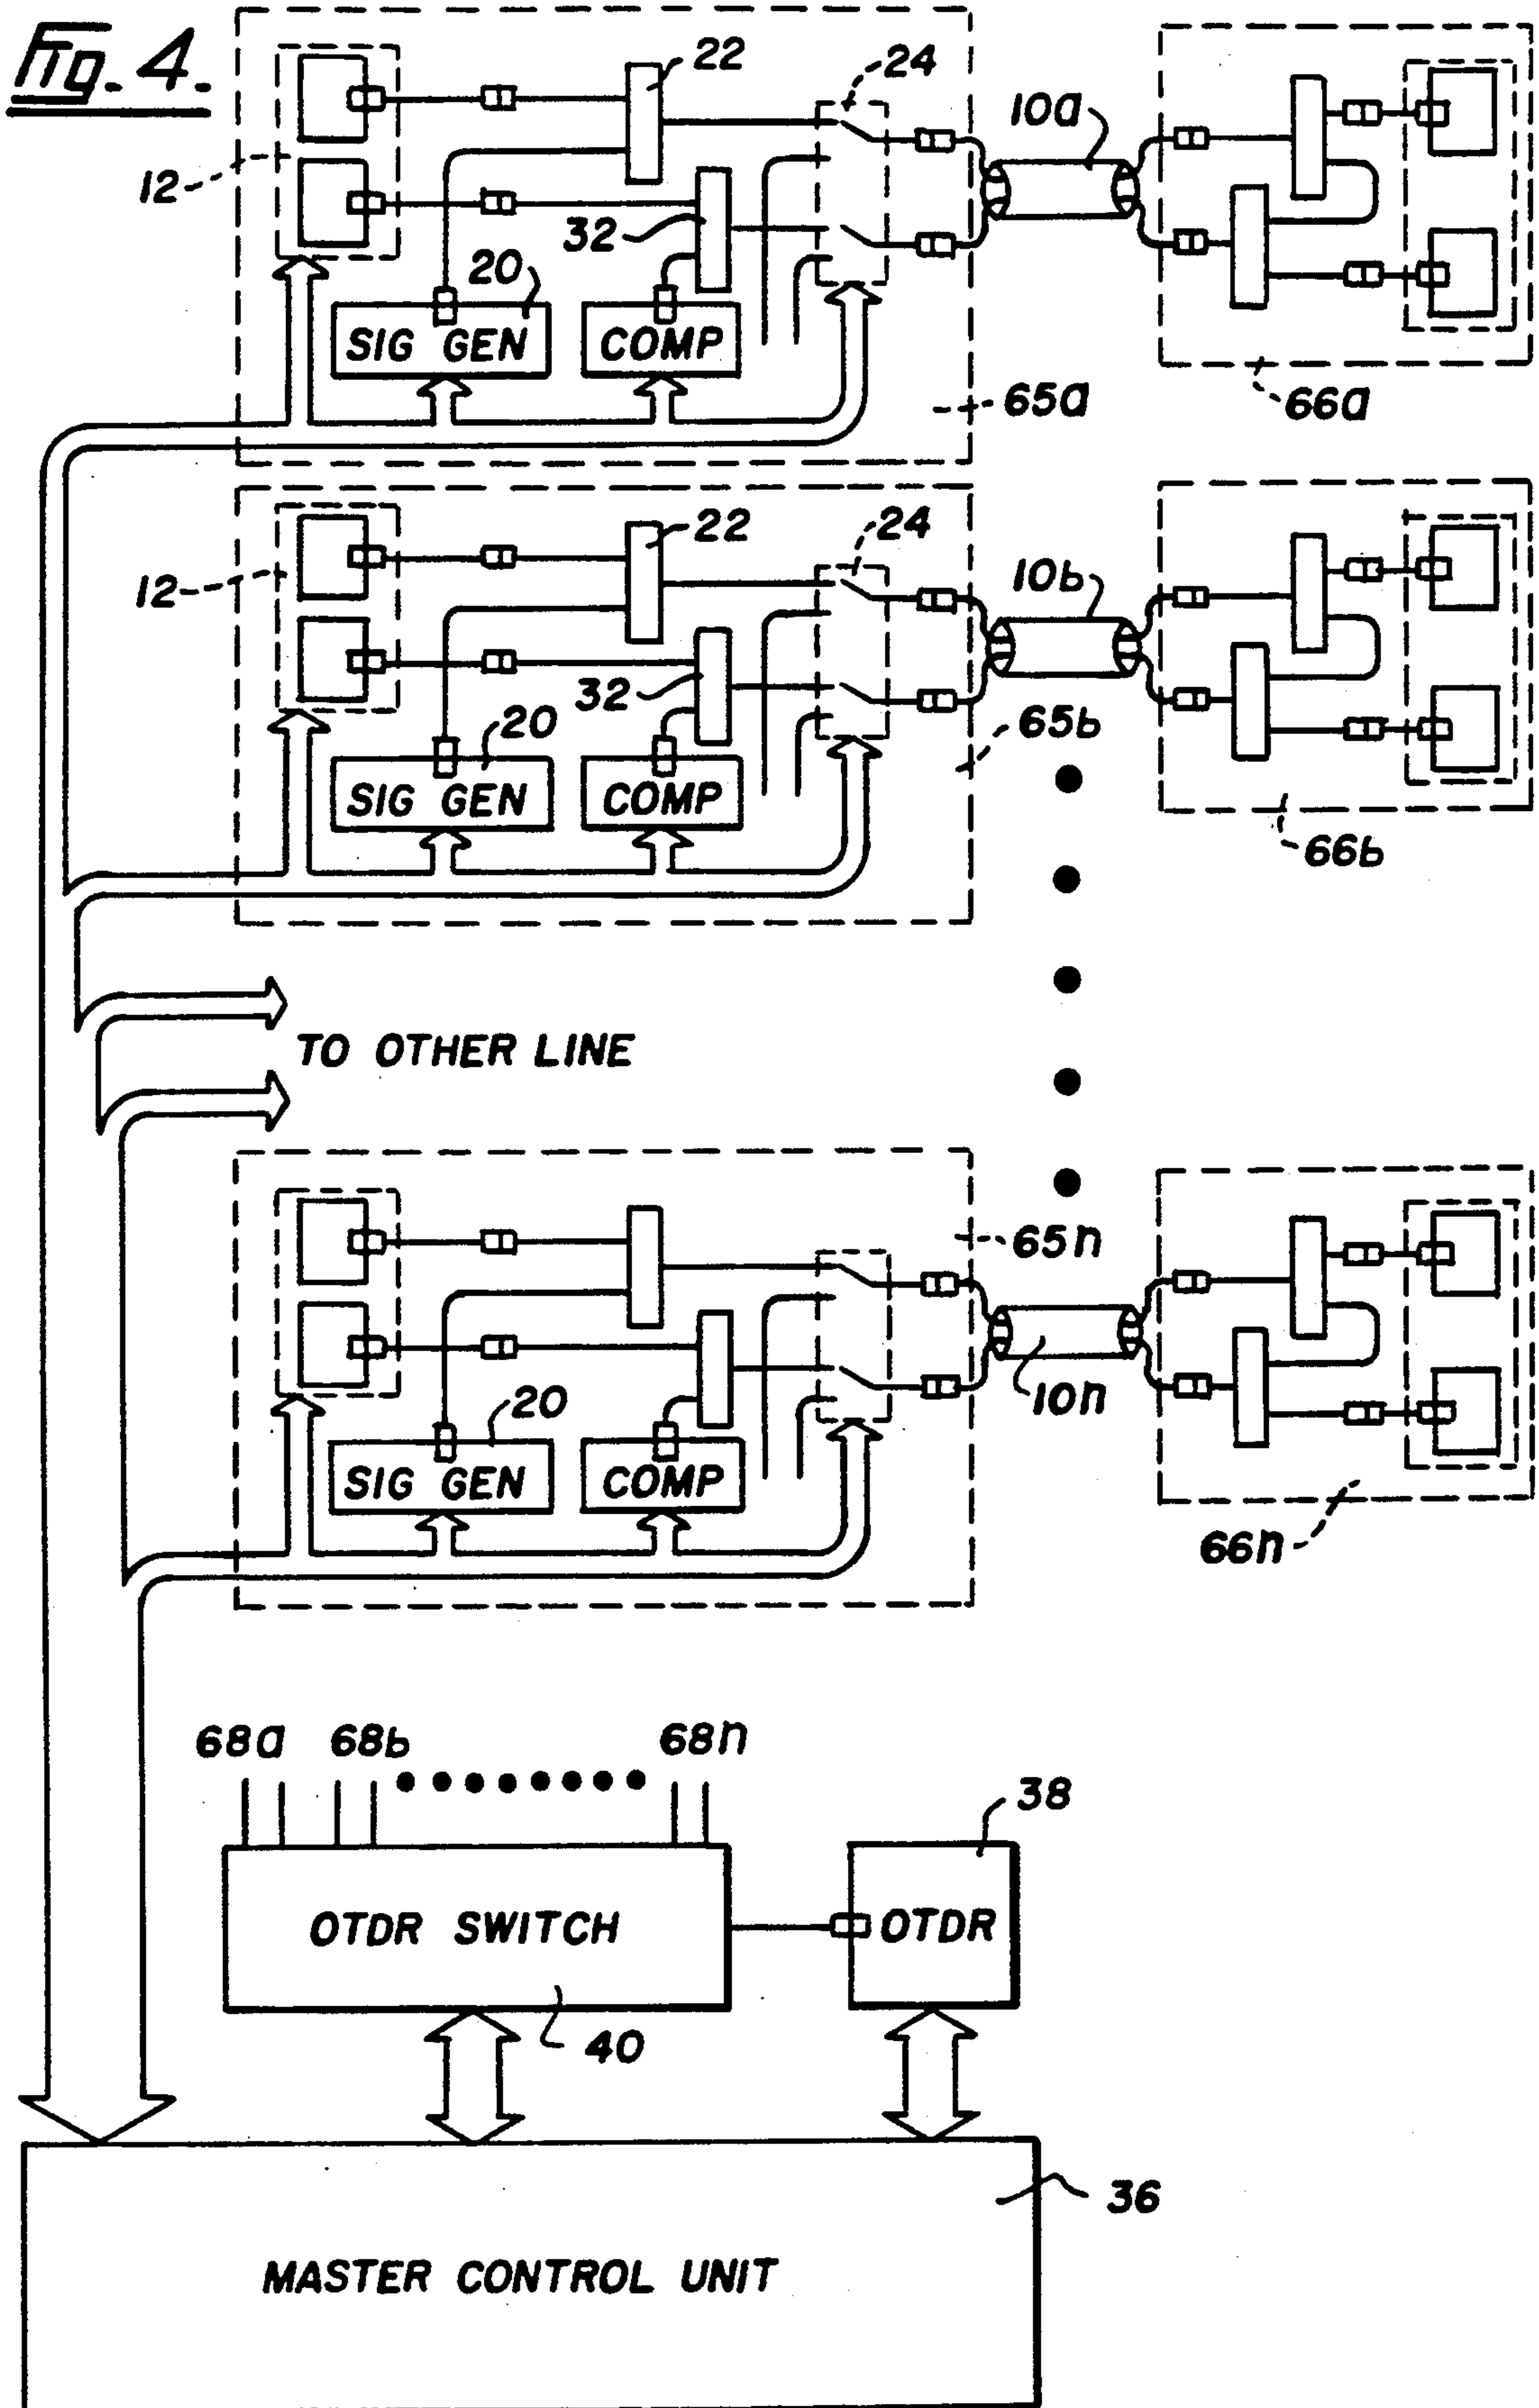 Fig. 4.
22
24
10a
12
32
20
SIG GEN
COMP
65a
66a
22
24
10b
12
32
20
65b
SIG GEN
COMP
66b
TO OTHER LINE
65n
20
10n
SIG GEN
COMP
66n
68a 68b 68n
38
OTDR SWITCH
OTDR
40
36
MASTER CONTROL UNIT